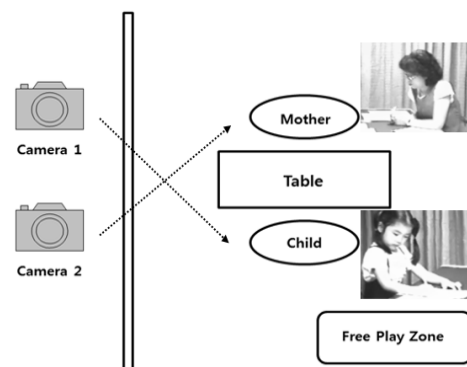 Camera 1
Mother
Table
Camera 2
Child
Free Play Zone